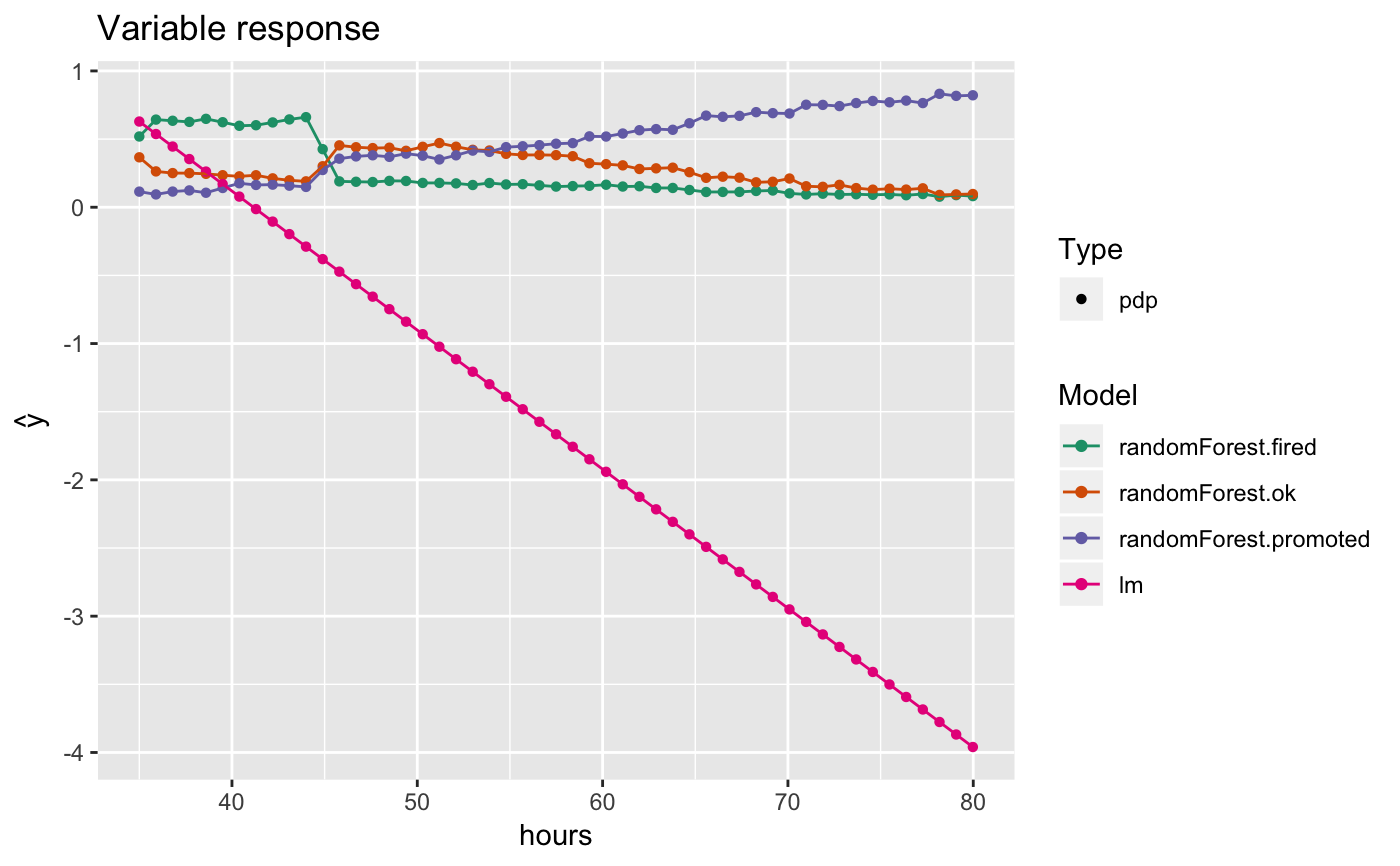 Variable response
1
0
-1
-2
-3
-4
ŷ
40 50 60 70 80
hours
Type
pdp
Model
randomForest.fired
randomForest.ok
randomForest.promoted
lm